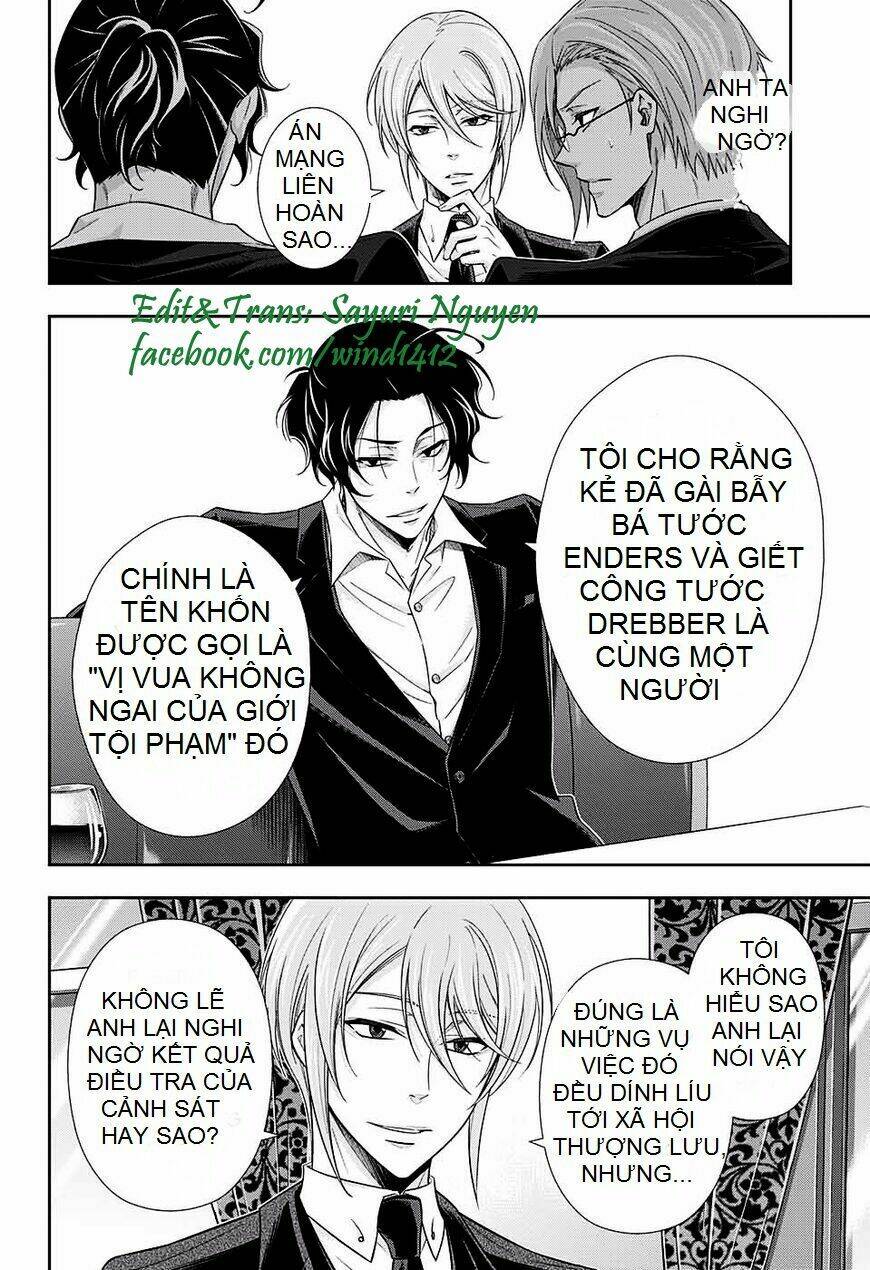 ANH TA
NGHI
NGỜ?
ÁN
MẠNG
LIÊN
HOÀN
SAO...
Edit&Trans: Sayuri Nguyen
facebook.com/wind1412
TÔI CHO RẰNG
KẺ ĐÃ GÀI BẪY
BÁ TƯỚC
ENDERS VÀ GIẾT
CÔNG TƯỚC
DREBBER LÀ
CÙNG MỘT
NGƯỜI
CHÍNH LÀ
TÊN KHỐN
ĐƯỢC GỌI LÀ
"VỊ VUA KHÔNG
NGAI CỦA GIỚI
TỘI PHẠM" ĐÓ
TÔI
KHÔNG
HIỂU SAO
ANH LẠI
NÓI VẬY
ĐÚNG LÀ
NHỮNG VỤ
VIỆC ĐÓ
ĐỀU DÍNH LÍU
TỚI XÃ HỘI
THƯỢNG LƯU,
NHƯNG...
KHÔNG LẼ
ANH LẠI NGHI
NGỜ KẾT QUẢ
ĐIỀU TRA CỦA
CẢNH SÁT
HAY SAO?